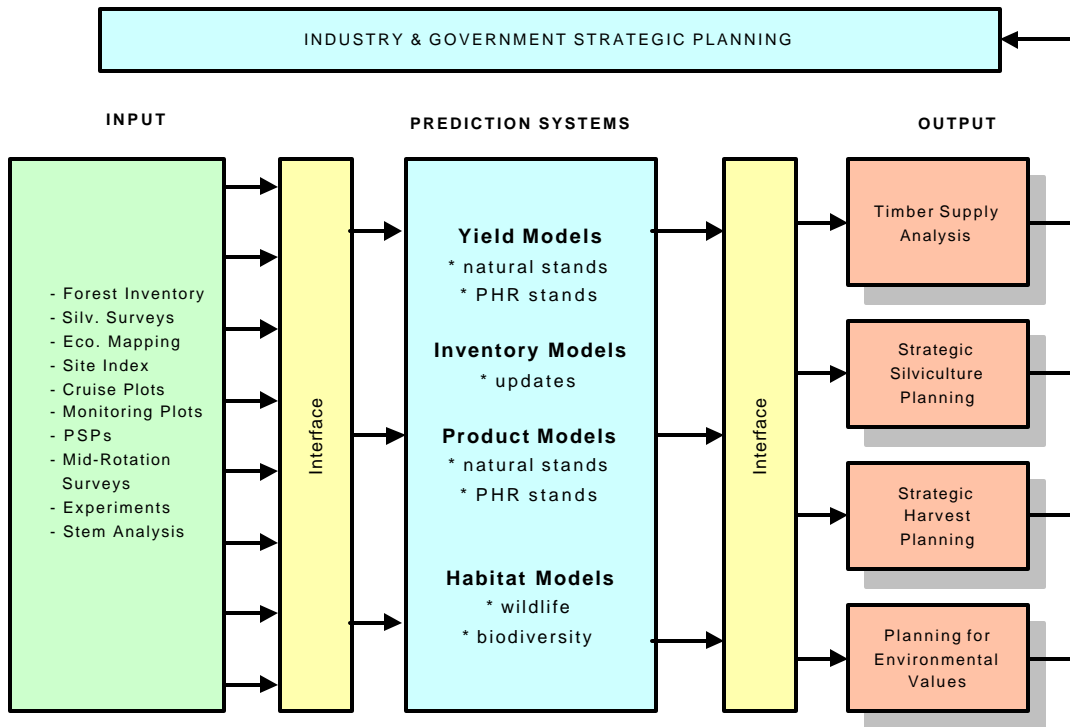 INDUSTRY & GOVERNMENT STRATEGIC PLANNING
INPUT
PREDICTION SYSTEMS
OUTPUT
- Forest Inventory
- Silv. Surveys
- Eco. Mapping
- Site Index
- Cruise Plots
- Monitoring Plots
- PSPs
- Mid-Rotation
Surveys
- Experiments
- Stem Analysis
Interface
Yield Models
* natural stands
* PHR stands
Inventory Models
* updates
Product Models
* natural stands
* PHR stands
Habitat Models
* wildlife
* biodiversity
Interface
Timber Supply
Analysis
Strategic
Silviculture
Planning
Strategic
Harvest
Planning
Planning for
Environmental
Values